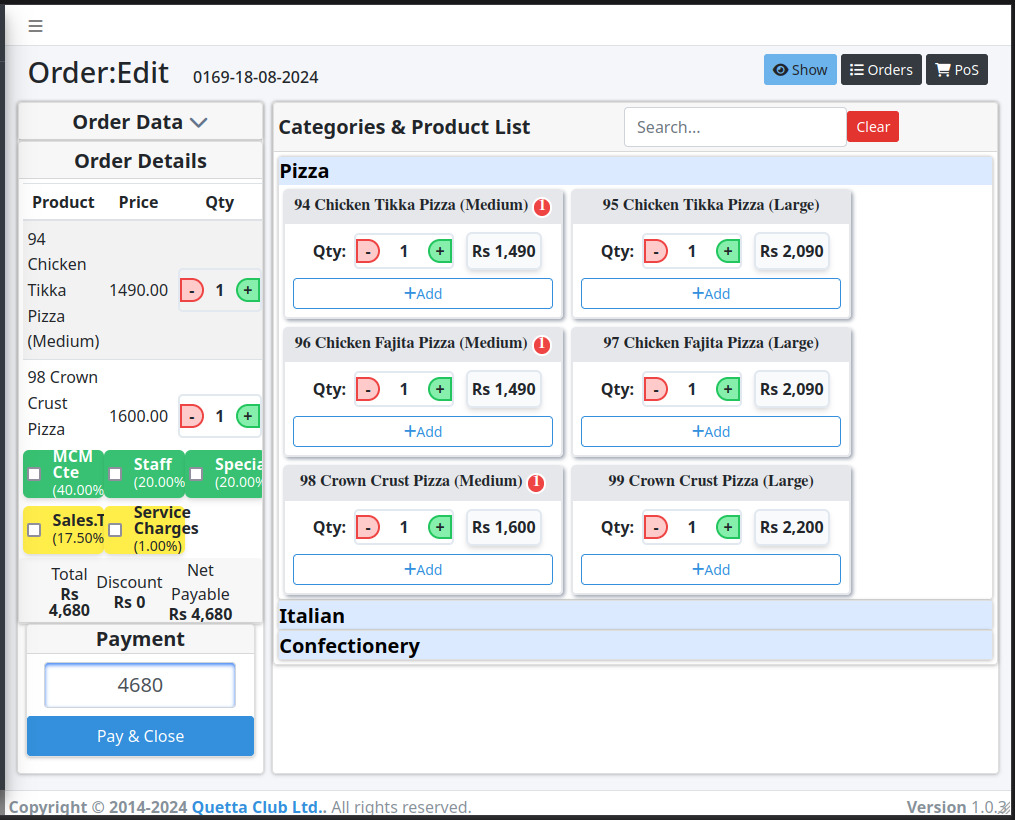 Order:Edit 0169-18-08-2024
Show Orders PoS
Order Data
Order Details
Product Price Qty
94
Chicken
Tikka
Pizza
(Medium)
1490.00 - 1 +
98 Crown
Crust
Pizza
1600.00 - 1 +
MCM
Cte
(40.00%
Staff
(20.00%
Specia
(20.00%
Sales.T
(17.50%
Service
Charges
(1.00%)
Total
Rs
4,680
Discount
Rs 0
Net
Payable
Rs 4,680
Payment
4680
Pay & Close
Categories & Product List Search... Clear
Pizza
94 Chicken Tikka Pizza (Medium) 1
Qty: - 1 + Rs 1,490
+Add
95 Chicken Tikka Pizza (Large)
Qty: - 1 + Rs 2,090
+Add
96 Chicken Fajita Pizza (Medium) 1
Qty: - 1 + Rs 1,490
+Add
97 Chicken Fajita Pizza (Large)
Qty: - 1 + Rs 2,090
+Add
98 Crown Crust Pizza (Medium) 1
Qty: - 1 + Rs 1,600
+Add
99 Crown Crust Pizza (Large)
Qty: - 1 + Rs 2,200
+Add
Italian
Confectionery
Copyright © 2014-2024 Quetta Club Ltd.. All rights reserved. Version 1.0.3